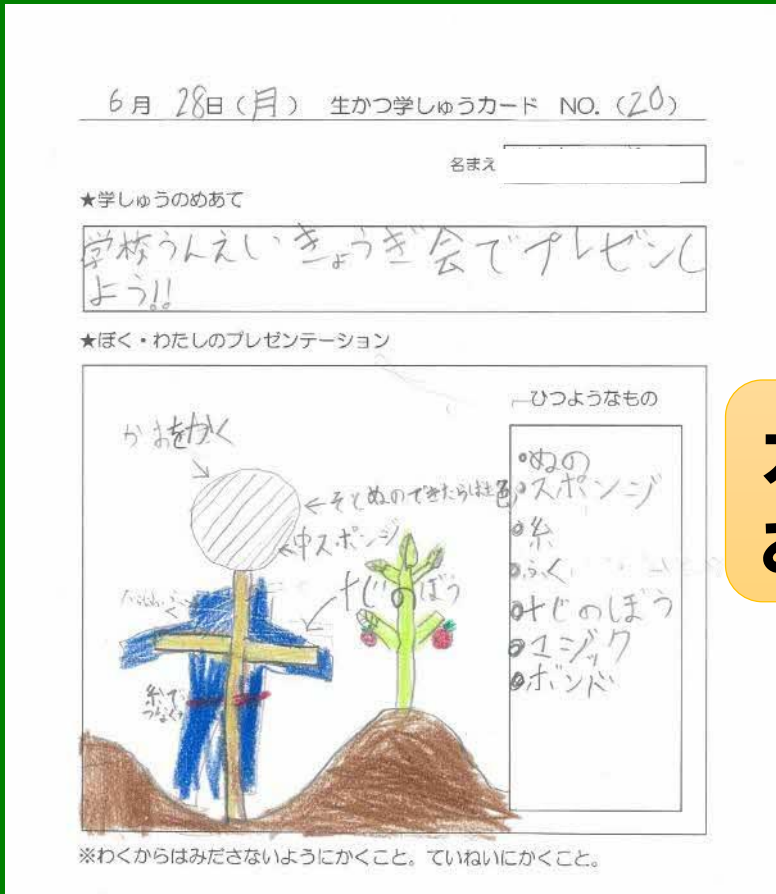 6月 28日(月) 生かつ学しゅうカード NO.(20)
名まえ
★学しゅうのめあて
学校うんえいきょうぎ会でプレゼンし
よう!!
★ぼく・わたしのプレゼンテーション
ひつようなもの
かおをかく
←そとぬのできたらはだ色
中スポンジ
十じのぼう
糸で
つなぐ
•ぬの
•スポンジ
•糸
•ふく
•十じのぼう
•マジック
•ボンド
※わくからはみださないようにかくこと。ていねいにかくこと。